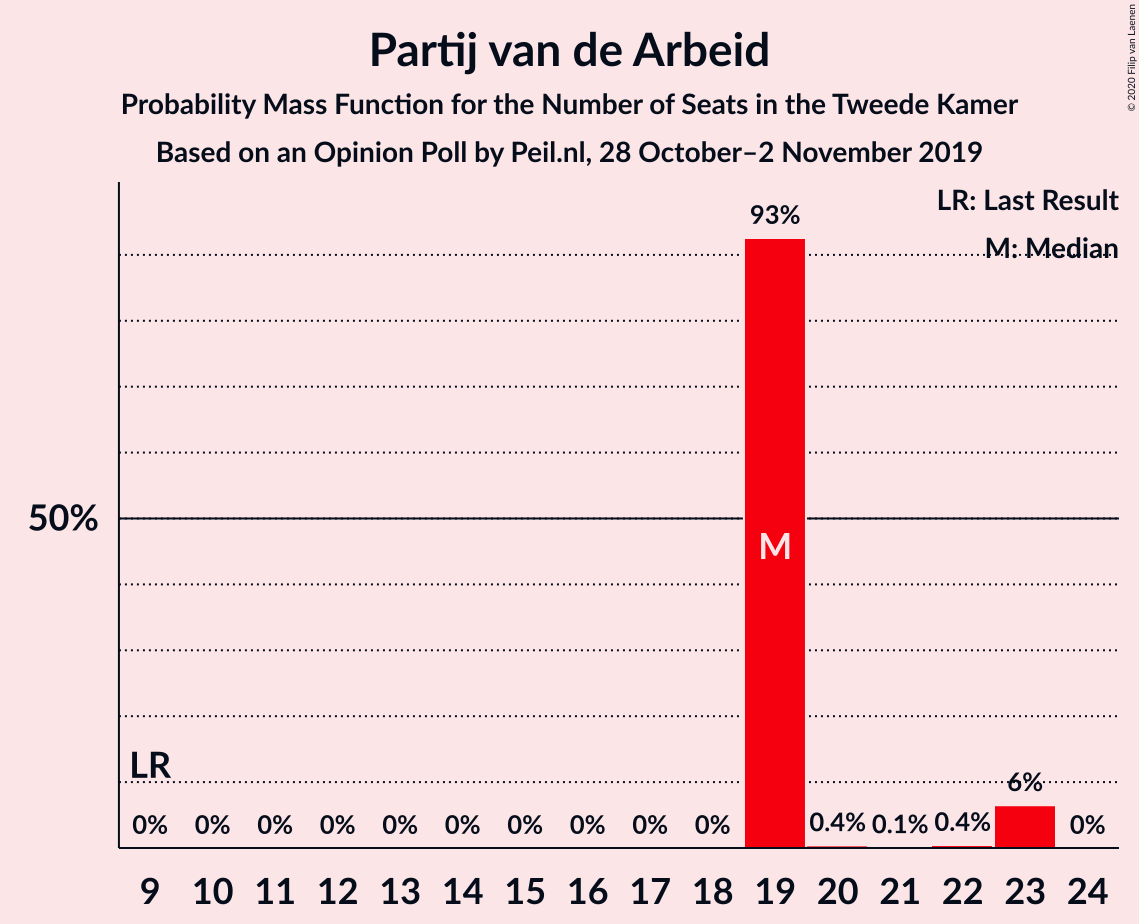 Partij van de Arbeid
Probability Mass Function for the Number of Seats in the Tweede Kamer
Based on an Opinion Poll by Peil.nl, 28 October–2 November 2019
© 2020 Filip van Laenen
LR: Last Result
M: Median
93%
50%
M
LR
6%
0% 0% 0% 0% 0% 0% 0% 0% 0% 0% 0.4% 0.1% 0.4% 0%
9 10 11 12 13 14 15 16 17 18 19 20 21 22 23 24